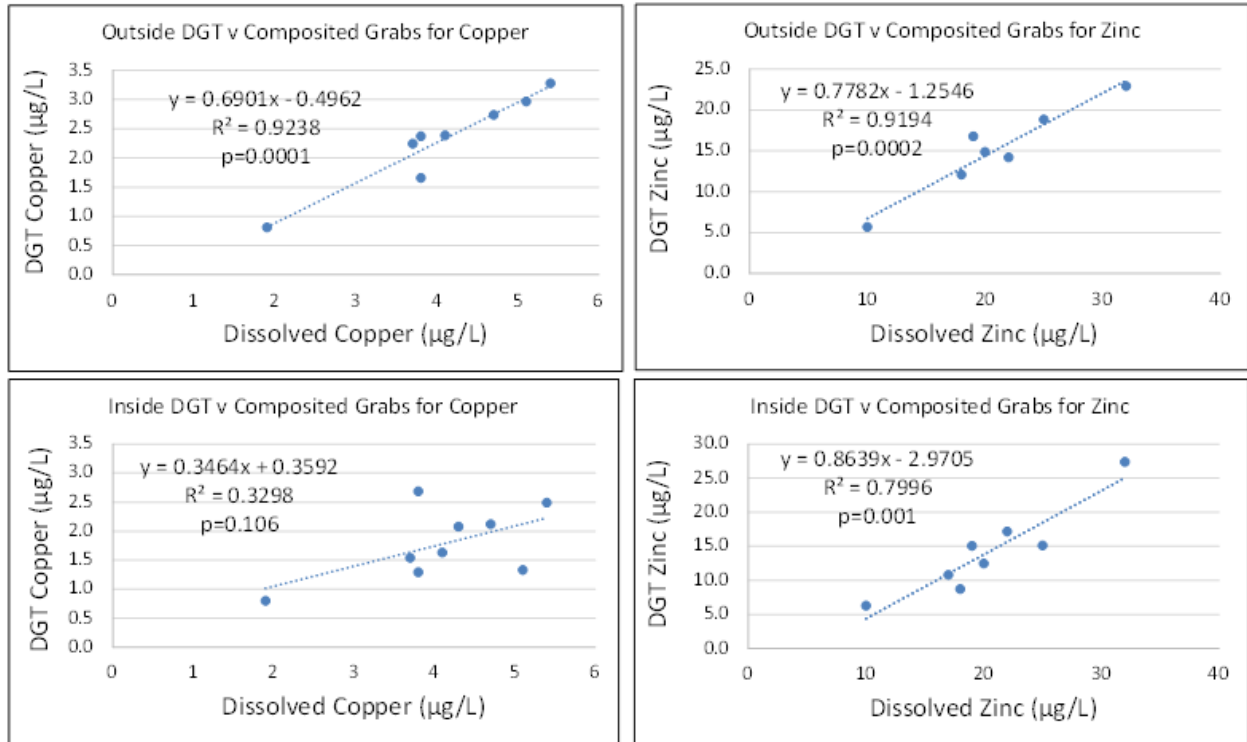 Outside DGT v Composited Grabs for Copper
y = 0.6901x - 0.4962
R² = 0.9238
p=0.0001
DGT Copper (µg/L)
3.5
3.0
2.5
2.0
1.5
1.0
0.5
0.0
0 1 2 3 4 5 6
Dissolved Copper (µg/L)
Outside DGT v Composited Grabs for Zinc
y = 0.7782x - 1.2546
R² = 0.9194
p=0.0002
DGT Zinc (µg/L)
25.0
20.0
15.0
10.0
5.0
0.0
0 10 20 30 40
Dissolved Zinc (µg/L)
Inside DGT v Composited Grabs for Copper
y = 0.3464x + 0.3592
R² = 0.3298
p=0.106
DGT Copper (µg/L)
3.5
3.0
2.5
2.0
1.5
1.0
0.5
0.0
0 1 2 3 4 5 6
Dissolved Copper (µg/L)
Inside DGT v Composited Grabs for Zinc
y = 0.8639x - 2.9705
R² = 0.7996
p=0.001
DGT Zinc (µg/L)
30.0
25.0
20.0
15.0
10.0
5.0
0.0
0 10 20 30 40
Dissolved Zinc (µg/L)